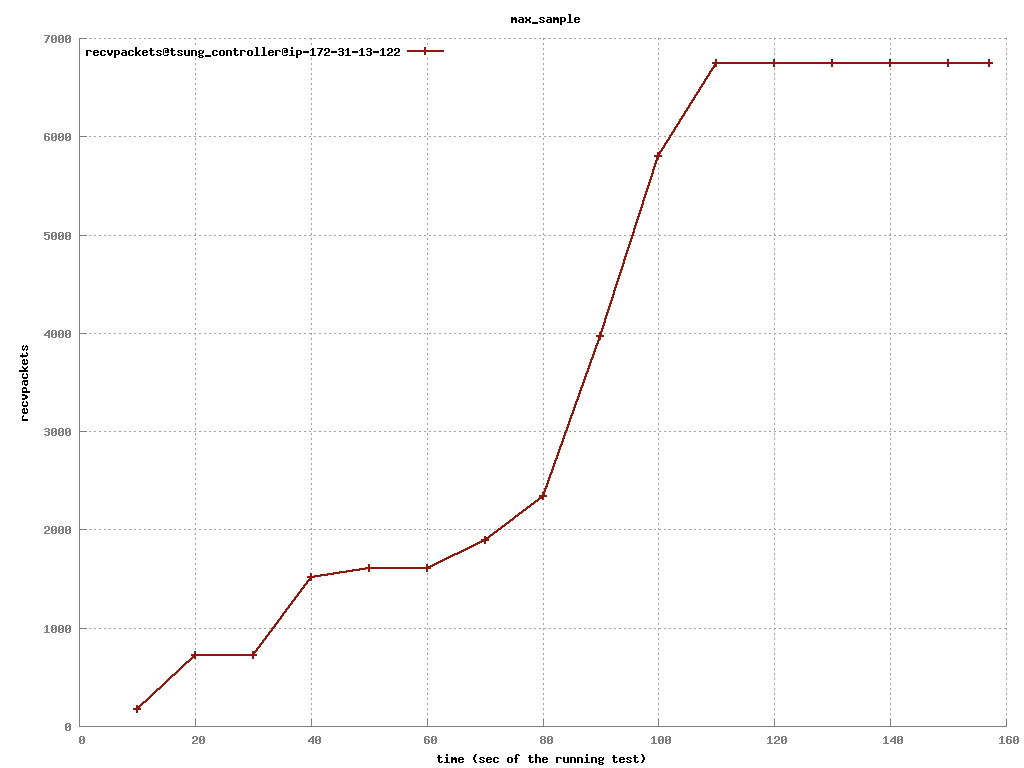 max_sample
7000
recvpackets@tsung_controller@ip-172-31-13-122
6000
5000
4000
recvpackets
3000
2000
1000
0
0 20 40 60 80 100 120 140 160
time (sec of the running test)